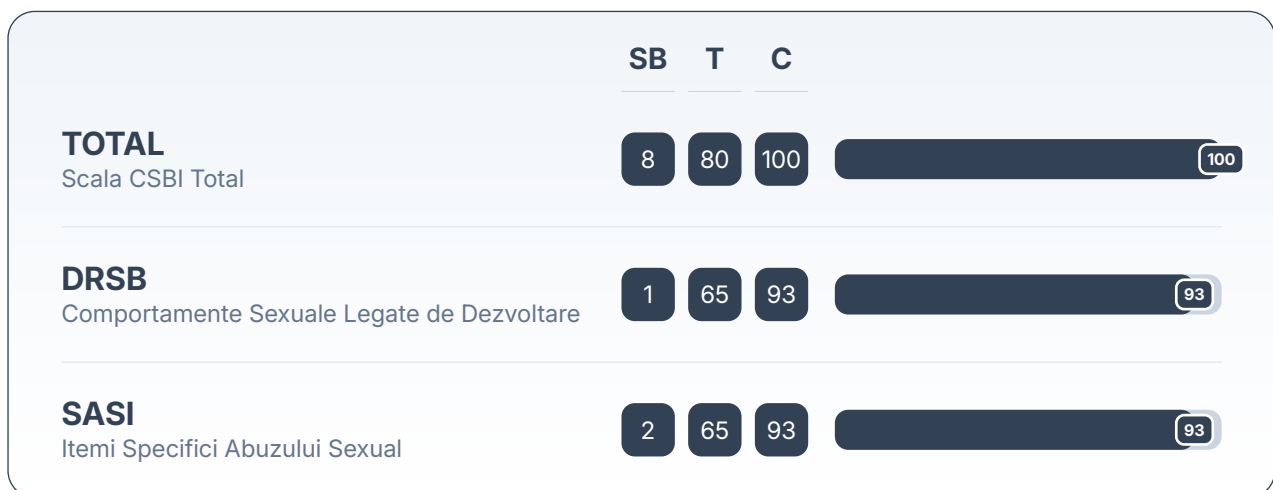 SB T C
TOTAL
Scala CSBI Total
8 80 100 100
DRSB
Comportamente Sexuale Legate de Dezvoltare
1 65 93 93
SASI
Itemi Specifici Abuzului Sexual
2 65 93 93